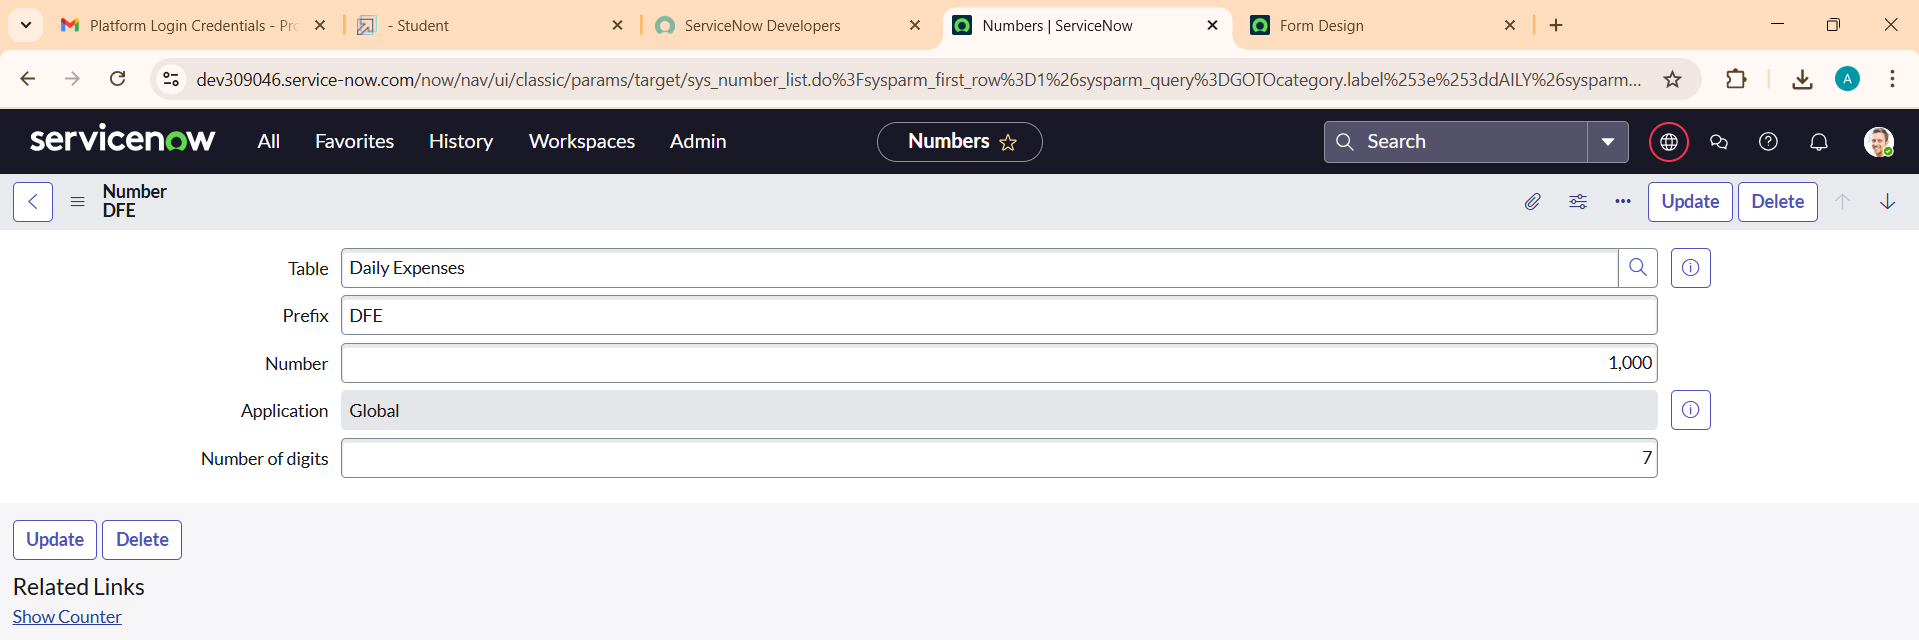 Platform Login Credentials - Pro
- Student
ServiceNow Developers
Numbers | ServiceNow
Form Design
dev309046.service-now.com/now/nav/ui/classic/params/target/sys_number_list.do%3Fsysparm_first_row%3D1%26sysparm_query%3DGOTOcategory.label%253e%253ddAILY%26sysparm...
A
servicenow
All
Favorites
History
Workspaces
Admin
Numbers
Search
Number
DFE
Update
Delete
Table
Daily Expenses
Prefix
DFE
Number
1,000
Application
Global
Number of digits
7
Update
Delete
Related Links
Show Counter